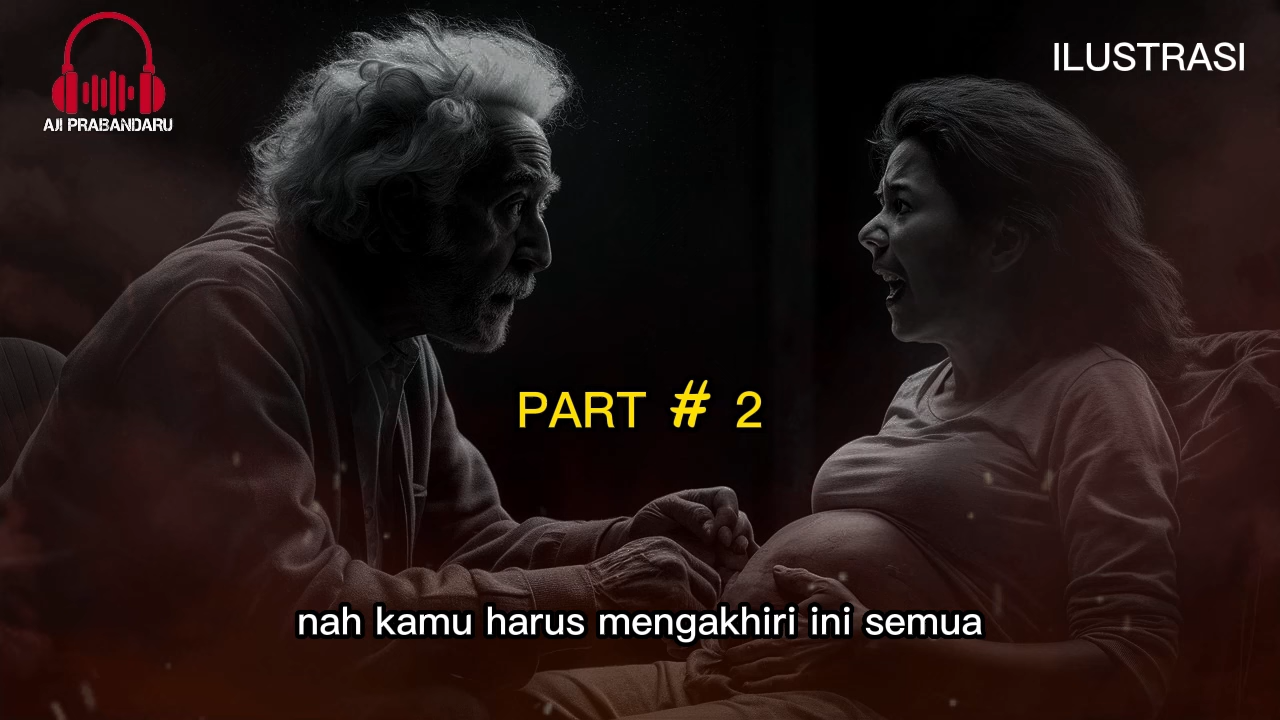 AJI PRABANDARU
ILUSTRASI
PART # 2
nah kamu harus mengakhiri ini semua